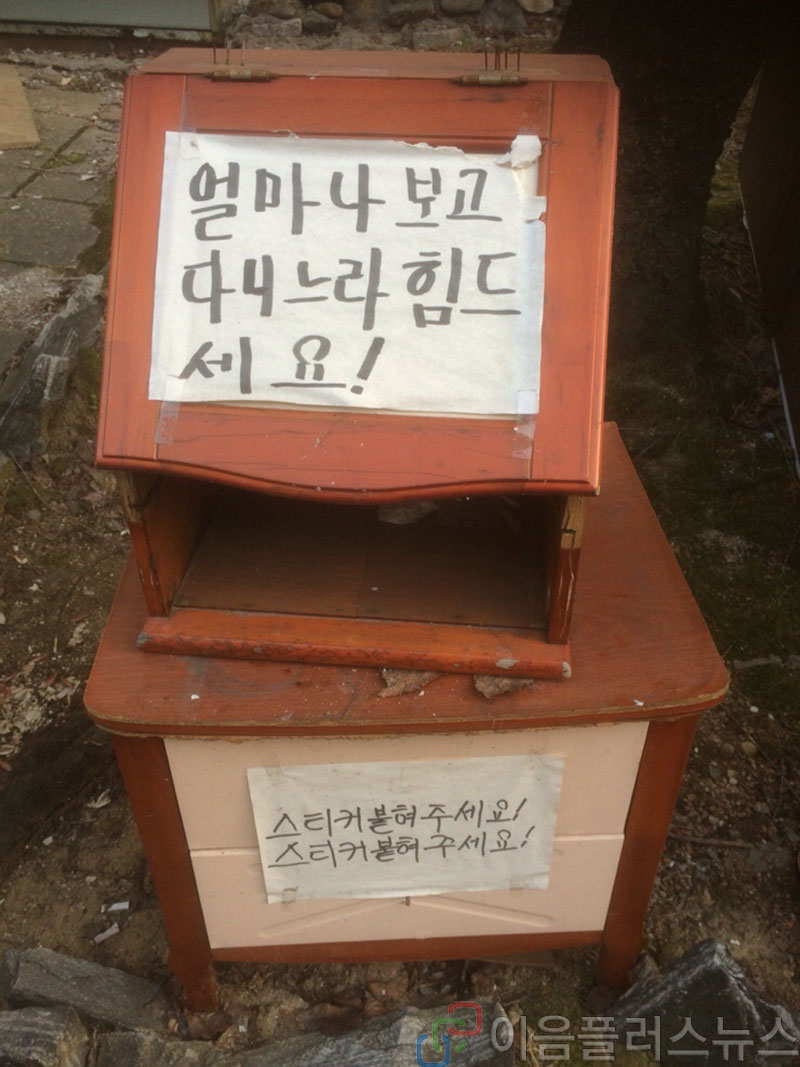 얼마나 보고
다니느라 힘드
세요!
스티커 붙혀 주세요!
스티커 붙혀 주세요!
이음플러스뉴스